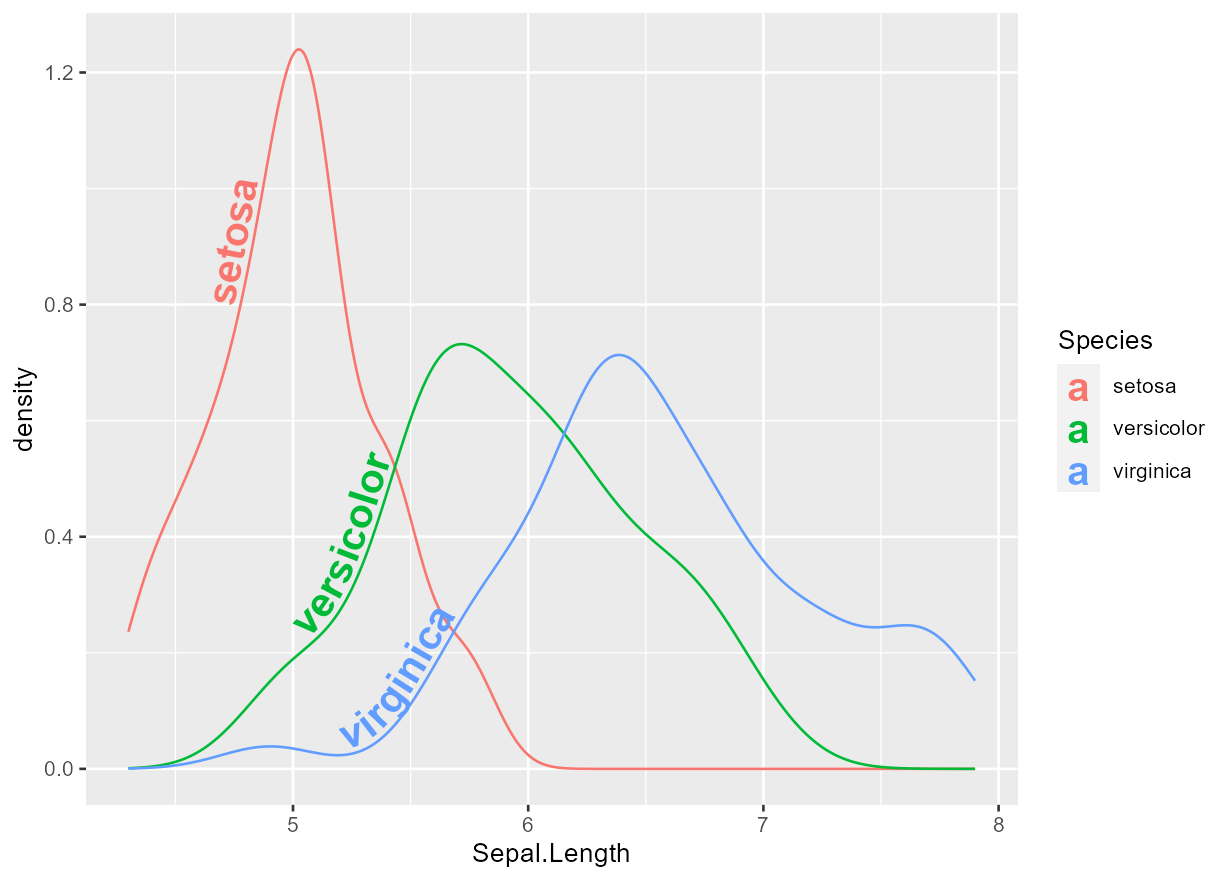 1.2
0.8
0.4
0.0
density
setosa
versicolor
virginica
5 6 7 8
Sepal.Length
Species
a setosa
a versicolor
a virginica